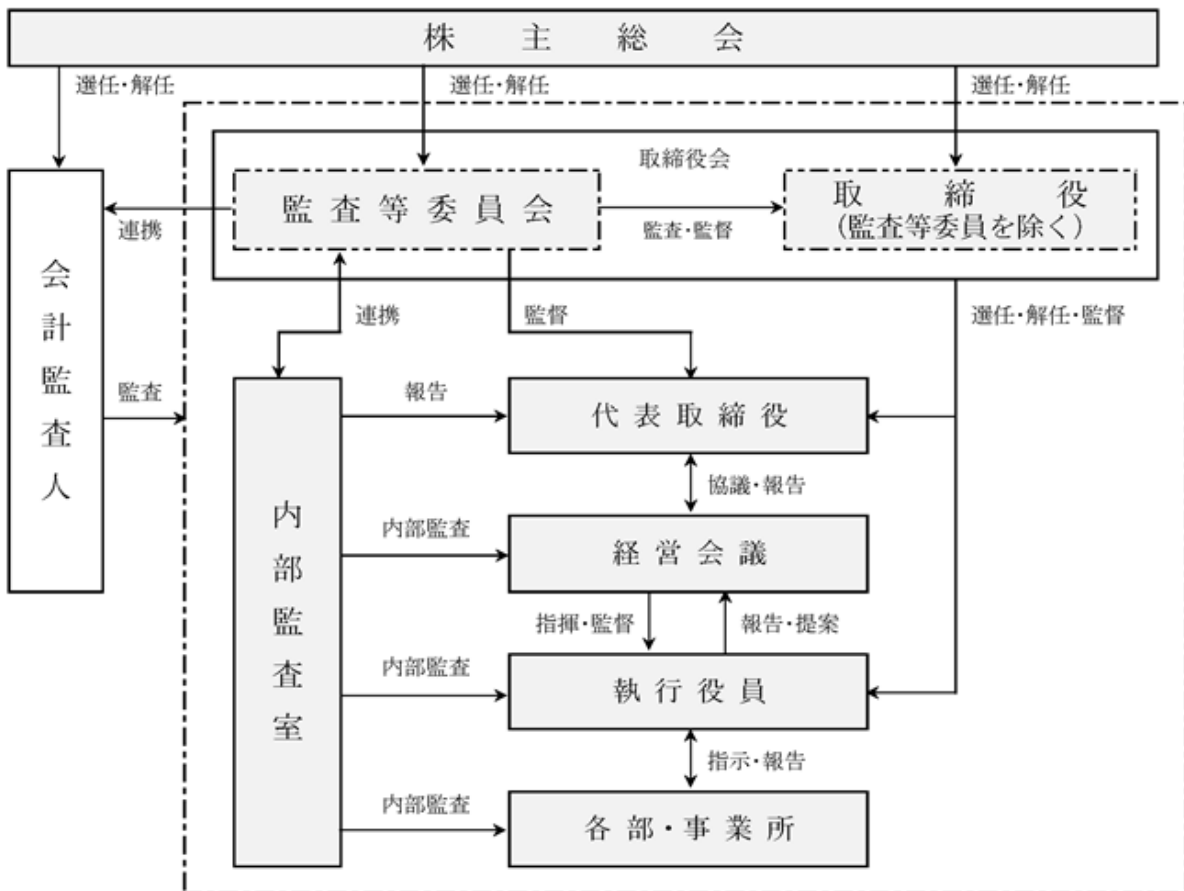 株主総会
選任・解任
選任・解任
選任・解任
取締役会
監査等委員会
取締役
（監査等委員を除く）
連携
監査・監督
会計監査人
連携
監督
選任・解任・監督
監査
報告
代表取締役
協議・報告
内部監査室
内部監査
経営会議
指揮・監督
報告・提案
内部監査
執行役員
指示・報告
内部監査
各部・事業所